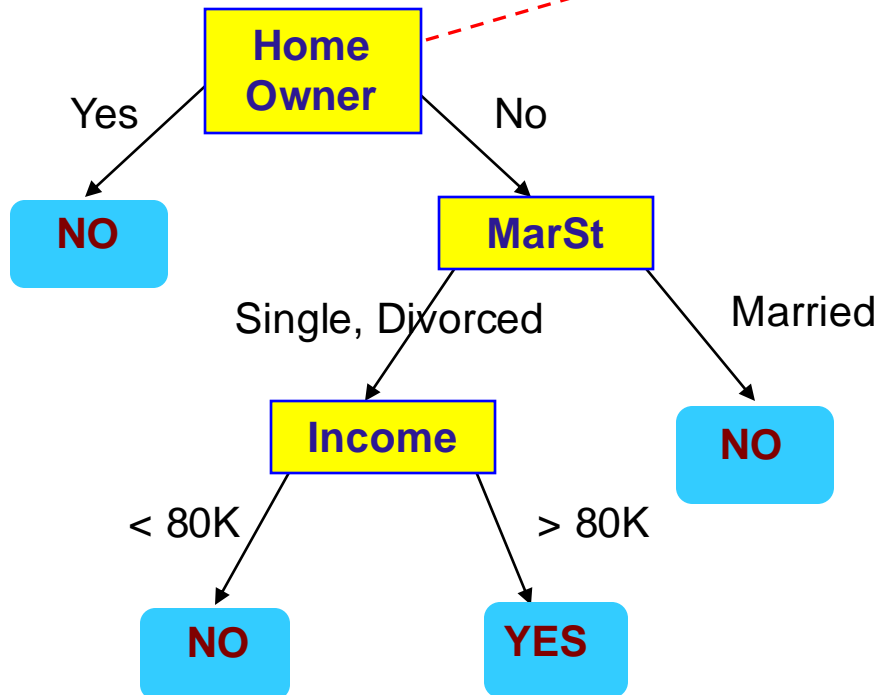 Home
Owner
Yes
No
NO
MarSt
Single, Divorced
Married
Income
NO
< 80K
> 80K
NO
YES